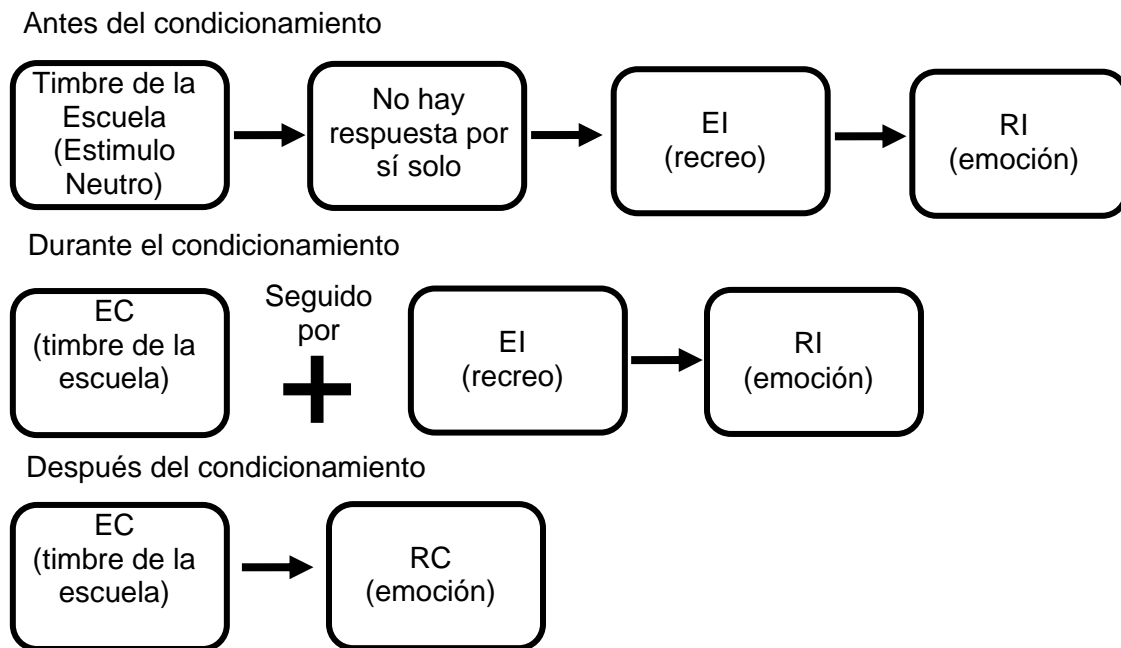 Antes del condicionamiento
Timbre de la
Escuela
(Estimulo
Neutro)
No hay
respuesta por
sí solo
EI
(recreo)
RI
(emoción)
Durante el condicionamiento
EC
(timbre de la
escuela)
Seguido
por
EI
(recreo)
RI
(emoción)
Después del condicionamiento
EC
(timbre de la
escuela)
RC
(emoción)